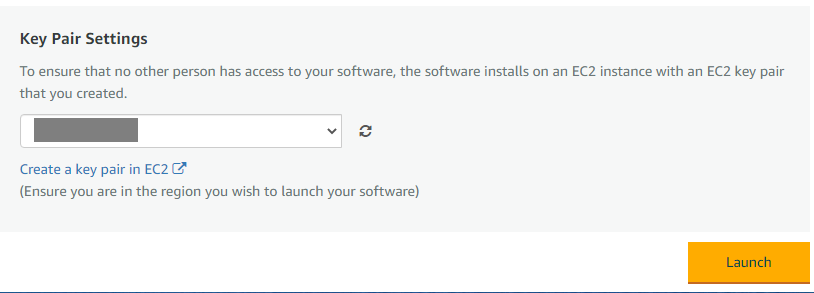 Key Pair Settings
To ensure that no other person has access to your software, the software installs on an EC2 instance with an EC2 key pair
that you created.
Create a key pair in EC2
(Ensure you are in the region you wish to launch your software)
Launch